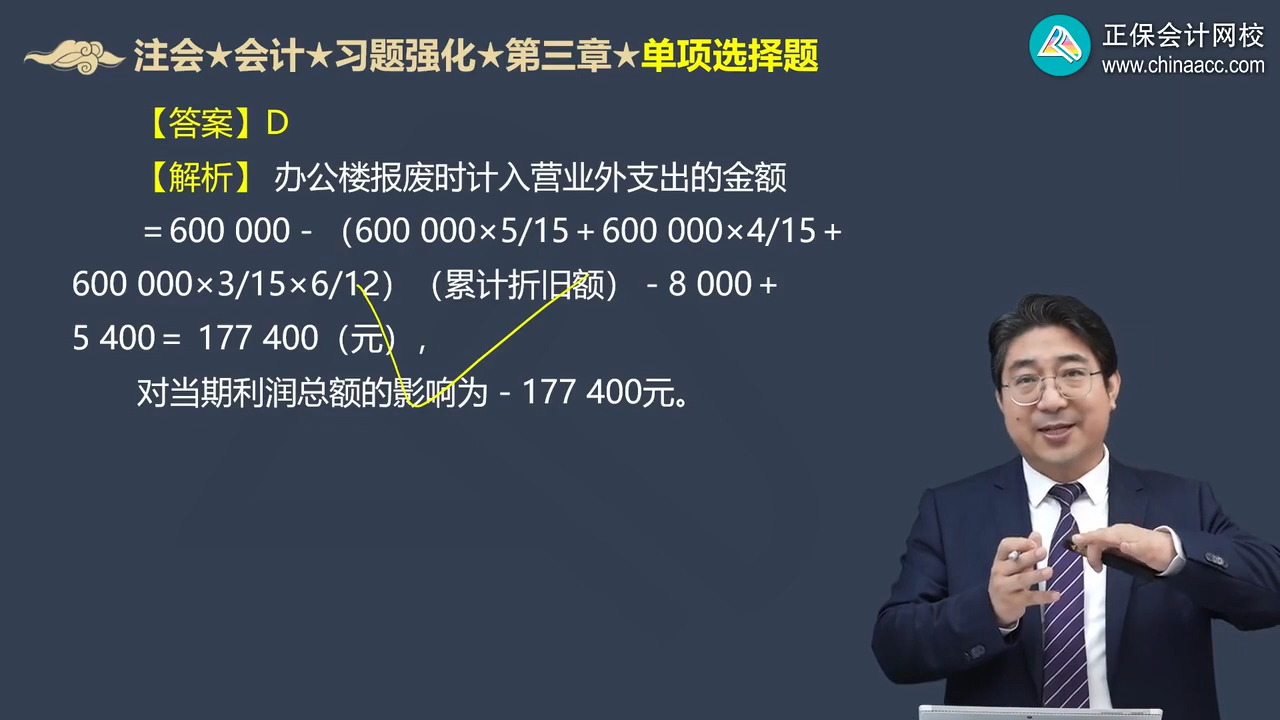 注会★会计★习题强化★第三章★单项选择题
正保会计网校
www.chinaacc.com
【答案】D
【解析】 办公楼报废时计入营业外支出的金额
＝600 000－（600 000×5/15＋600 000×4/15＋
600 000×3/15×6/12）（累计折旧额）－8 000＋
5 400＝ 177 400（元），
对当期利润总额的影响为－177 400元。